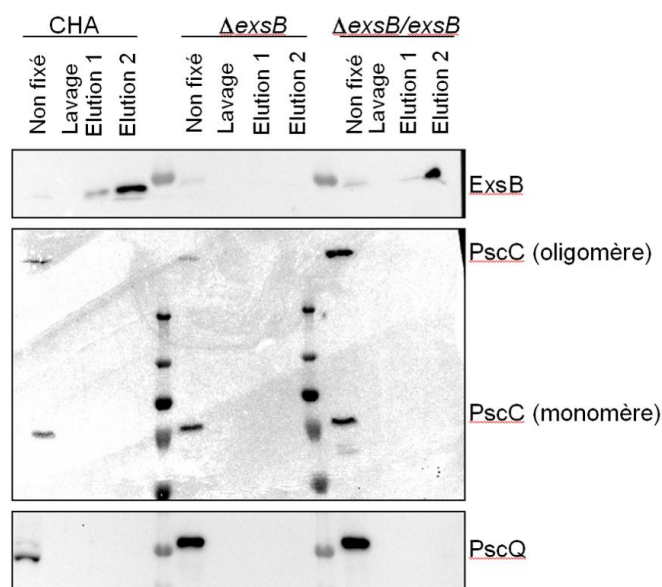 CHA ΔexsB ΔexsB/exsB
Non fixé Lavage Elution 1 Elution 2 Non fixé Lavage Elution 1 Elution 2 Non fixé Lavage Elution 1 Elution 2
ExsB
PscC (oligomère)
PscC (monomère)
PscQ